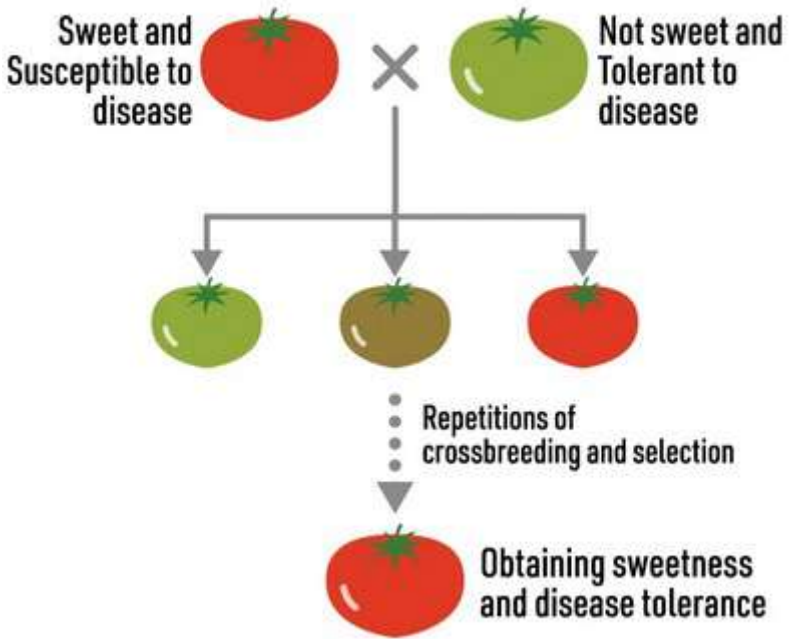 Sweet and
Susceptible to
disease
Not sweet and
Tolerant to
disease
Repetitions of
crossbreeding and selection
Obtaining sweetness
and disease tolerance